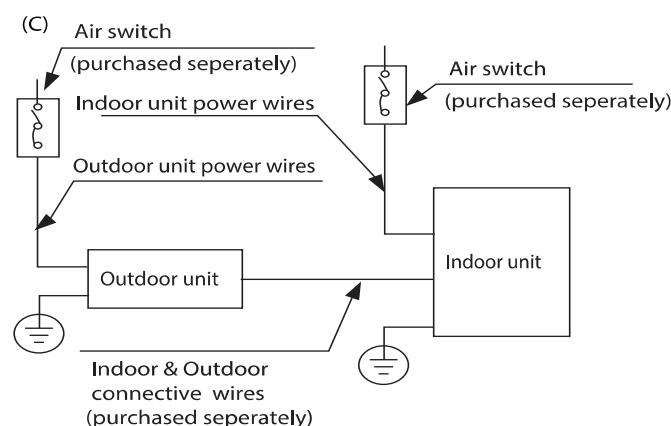 (C)
Air switch
(purchased seperately)
Indoor unit power wires
Air switch
(purchased seperately)
Outdoor unit power wires
Outdoor unit
Indoor unit
Indoor & Outdoor
connective wires
(purchased seperately)